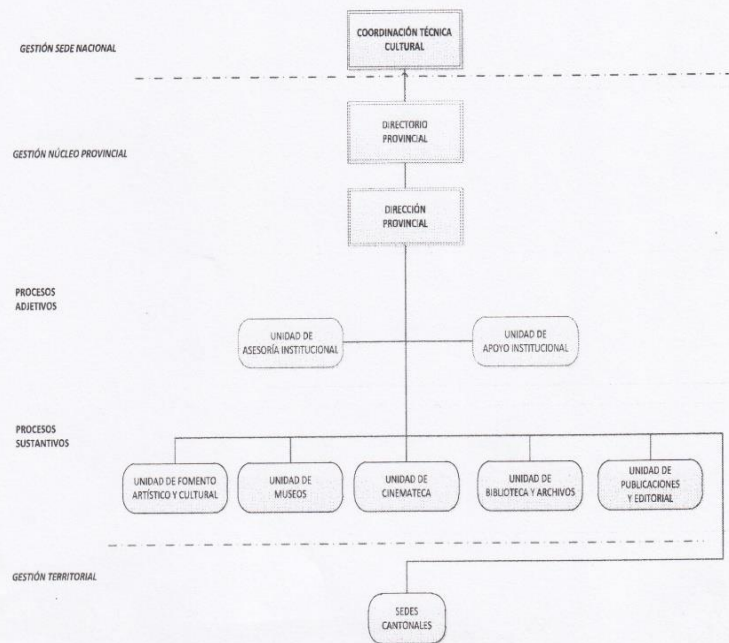 COORDINACIÓN TÉCNICA
CULTURAL
GESTIÓN SEDE NACIONAL
DIRECTORIO
PROVINCIAL
GESTIÓN NÚCLEO PROVINCIAL
DIRECCIÓN
PROVINCIAL
PROCESOS
ADJETIVOS
UNIDAD DE
ASESORÍA INSTITUCIONAL
UNIDAD DE
APOYO INSTITUCIONAL
PROCESOS
SUSTANTIVOS
UNIDAD DE FOMENTO
ARTÍSTICO Y CULTURAL
UNIDAD DE
MUSEOS
UNIDAD DE
CINEMATECA
UNIDAD DE
BIBLIOTECA Y ARCHIVOS
UNIDAD DE
PUBLICACIONES
Y EDITORIAL
GESTIÓN TERRITORIAL
SEDES
CANTONALES